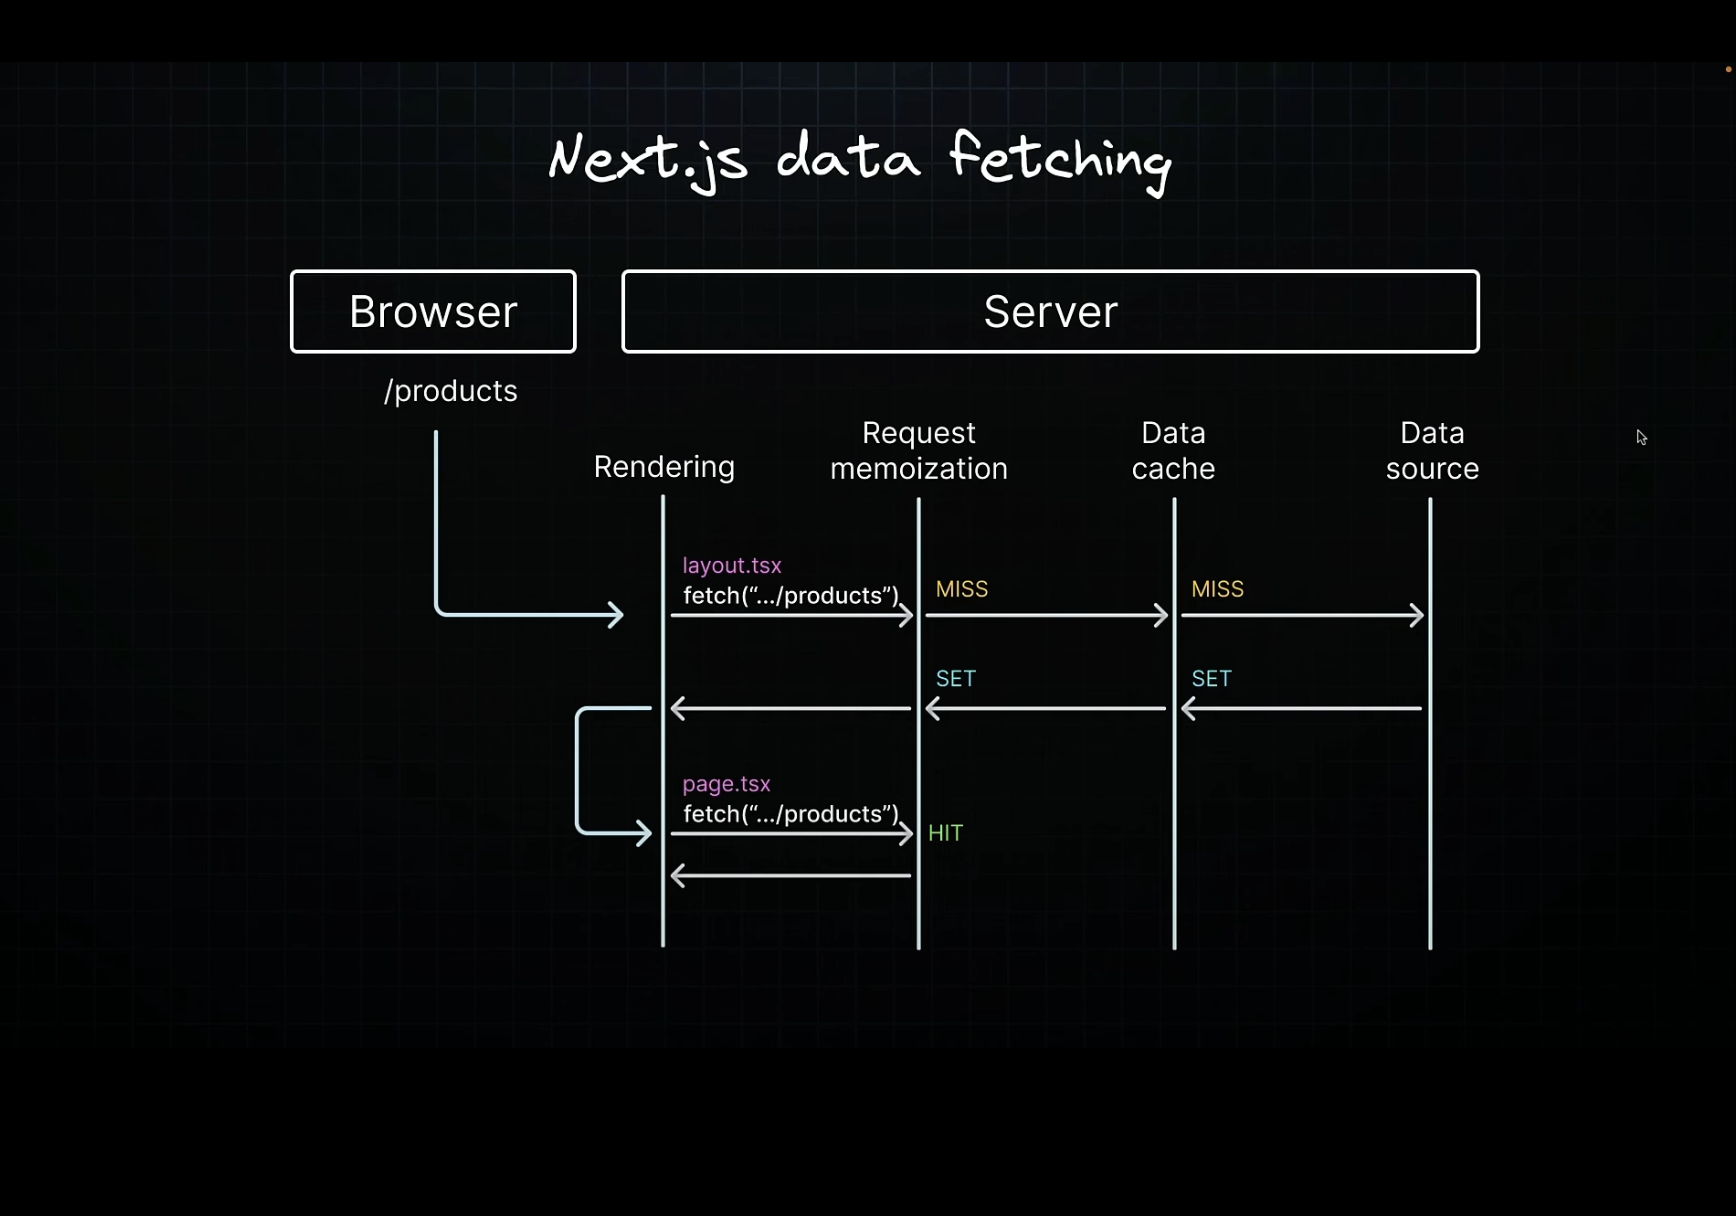 Next.js data fetching
Browser
Server
/products
Rendering
Request
memoization
Data
cache
Data
source
layout.tsx
fetch(“.../products”)
MISS
MISS
SET
SET
page.tsx
fetch(“.../products”)
HIT